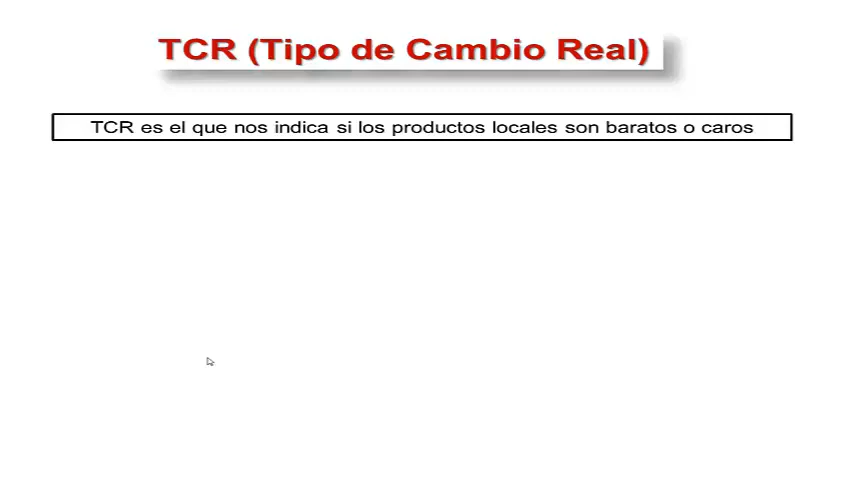 TCR (Tipo de Cambio Real)
TCR es el que nos indica si los productos locales son baratos o caros